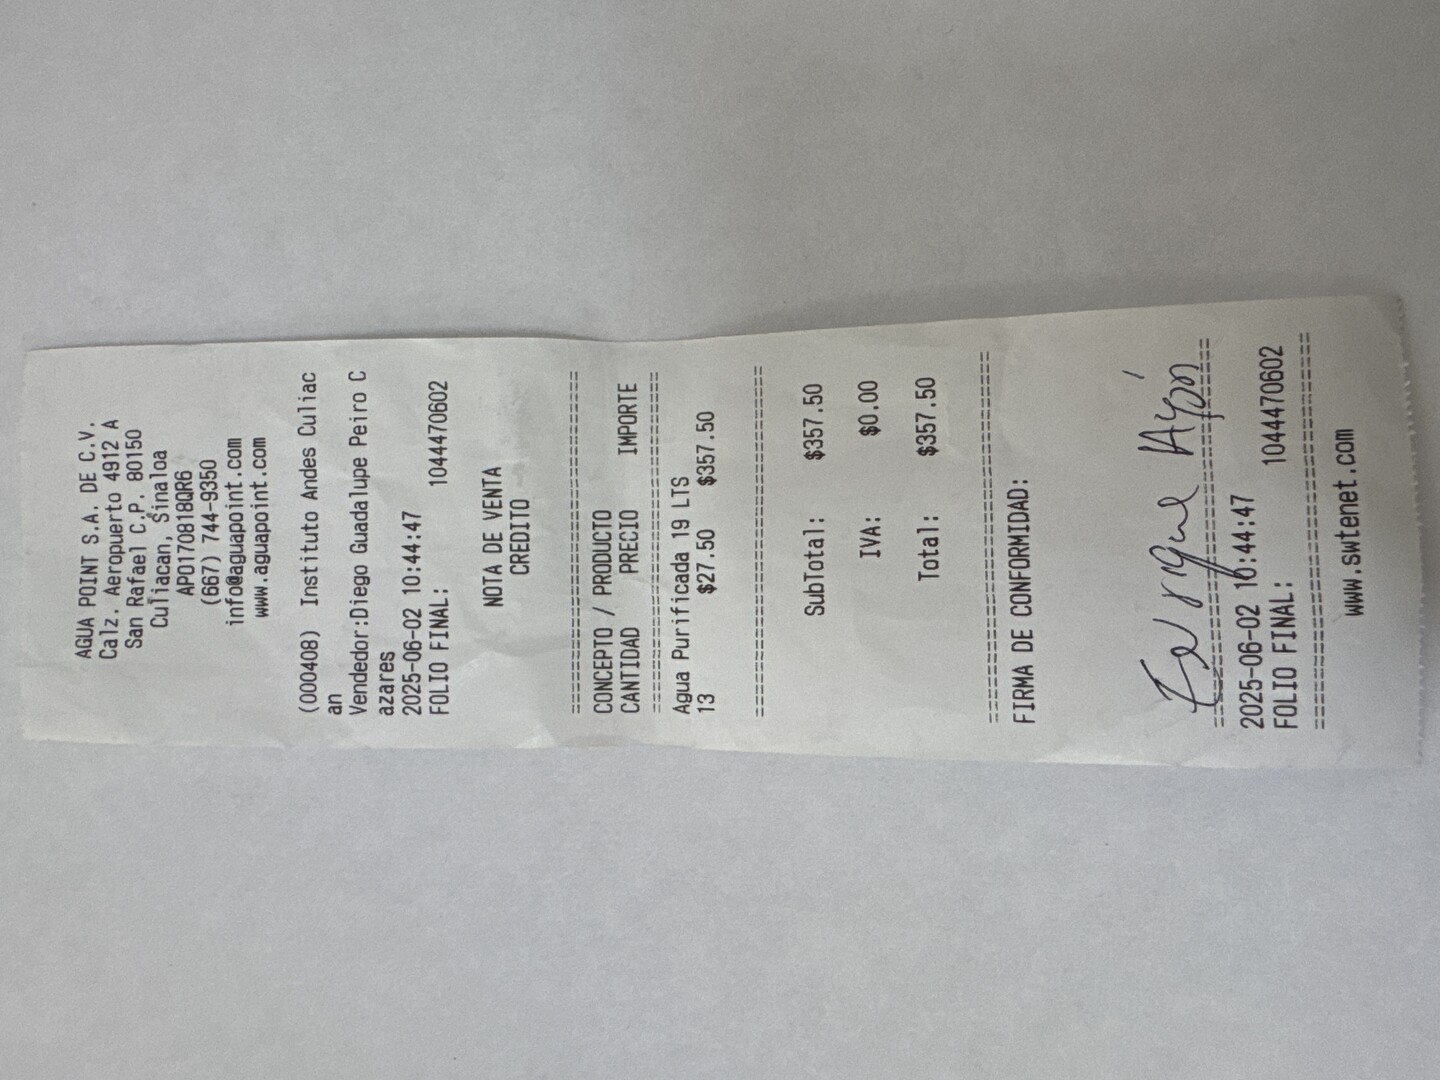 AGUA POINT S.A. DE C.V.
Calz. Aeropuerto 4912 A
San Rafael C.P. 80150
Culiacan, Sinaloa
APO170818QR6
(667) 744-9350
info@aguapoint.com
www.aguapoint.com
(000408) Instituto Andes Culiac
an
Vendedor:Diego Guadalupe Peiro C
azares
2025-06-02 10:44:47
FOLIO FINAL: 1044470602
NOTA DE VENTA
CREDITO
================================
CONCEPTO / PRODUCTO
CANTIDAD PRECIO IMPORTE
================================
Agua Purificada 19 LTS
13 $27.50 $357.50
================================
SubTotal: $357.50
IVA: $0.00
Total: $357.50
================================
FIRMA DE CONFORMIDAD:
================================
2025-06-02 10:44:47
FOLIO FINAL: 1044470602
================================
www.swtenet.com